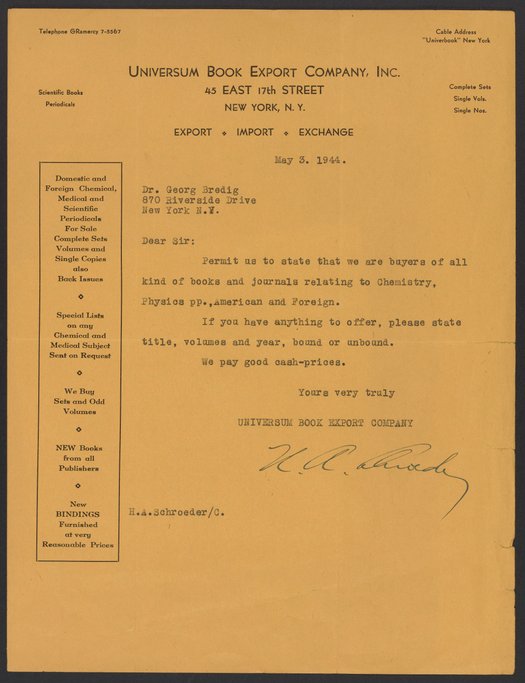 Telephone GRamercy 7-5567
Cable Address
"Univerbook" New York
UNIVERSUM BOOK EXPORT COMPANY, INC.
45 EAST 17th STREET
NEW YORK, N. Y.
Scientific Books
Periodicals
Complete Sets
Single Vols.
Single Nos.
EXPORT ⋄ IMPORT ⋄ EXCHANGE
May 3. 1944.
Domestic and
Foreign Chemical,
Medical and
Scientific
Periodicals
For Sale
Complete Sets
Volumes and
Single Copies
also
Back Issues
Special Lists
on any
Chemical and
Medical Subject
Sent on Request
We Buy
Sets and Odd
Volumes
NEW Books
from all
Publishers
New
BINDINGS
Furnished
at very
Reasonable Prices
Dr. Georg Bredig
870 Riverside Drive
New York N.Y.
Dear Sir:
Permit us to state that we are buyers of all
kind of books and journals relating to Chemistry,
Physics pp.,American and Foreign.
If you have anything to offer, please state
title, volumes and year, bound or unbound.
We pay good cash-prices.
Yours very truly
UNIVERSUM BOOK EXPORT COMPANY
H. A. Schroeder
H.A.Schroeder/C.